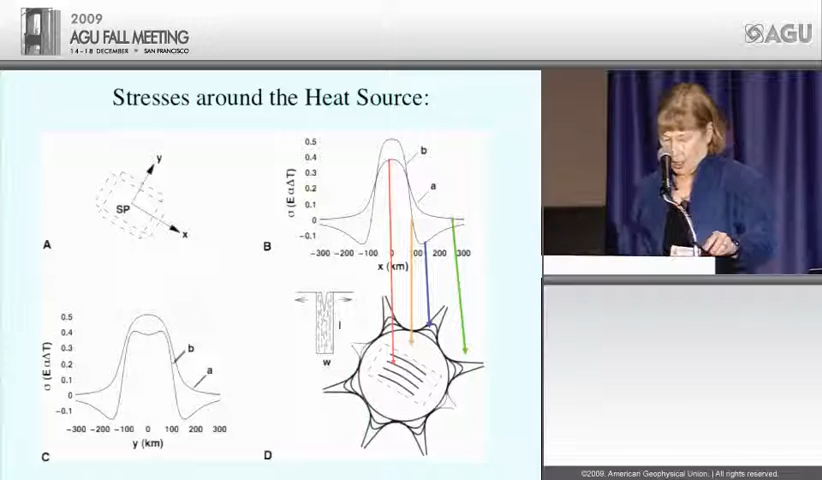 2009
AGU FALL MEETING
14 - 18 DECEMBER • SAN FRANCISCO
AGU
Stresses around the Heat Source:
y
SP
x
A
σ (E α ΔT)
0.5
0.4
0.3
0.2
0.1
0
-0.1
b
a
-300 -200 -100 0 100 200 300
x (km)
B
σ (E α ΔT)
0.5
0.4
0.3
0.2
0.1
0
-0.1
b
a
-300 -200 -100 0 100 200 300
y (km)
C
l
w
D
©2009. American Geophysical Union. | All rights reserved.